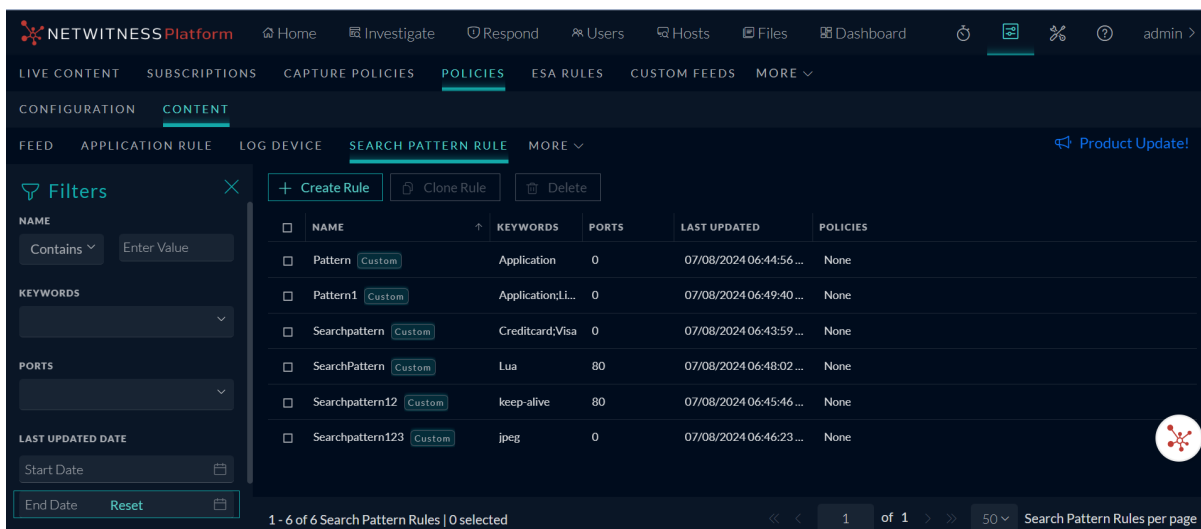 NETWITNESS Platform Home Investigate Respond Users Hosts Files Dashboard admin >
LIVE CONTENT SUBSCRIPTIONS CAPTURE POLICIES POLICIES ESA RULES CUSTOM FEEDS MORE
CONFIGURATION CONTENT
FEED APPLICATION RULE LOG DEVICE SEARCH PATTERN RULE MORE Product Update!
Filters
NAME
Contains Enter Value
KEYWORDS
PORTS
LAST UPDATED DATE
Start Date
End Date Reset
+ Create Rule Clone Rule Delete
NAME KEYWORDS PORTS LAST UPDATED POLICIES
Pattern Custom Application 0 07/08/2024 06:44:56 ... None
Pattern1 Custom Application;Li... 0 07/08/2024 06:49:40 ... None
Searchpattern Custom Creditcard;Visa 0 07/08/2024 06:43:59 ... None
SearchPattern Custom Lua 80 07/08/2024 06:48:02 ... None
Searchpattern12 Custom keep-alive 80 07/08/2024 06:45:46 ... None
Searchpattern123 Custom jpeg 0 07/08/2024 06:46:23 ... None
1 - 6 of 6 Search Pattern Rules | 0 selected << < 1 of 1 > >> 50 Search Pattern Rules per page